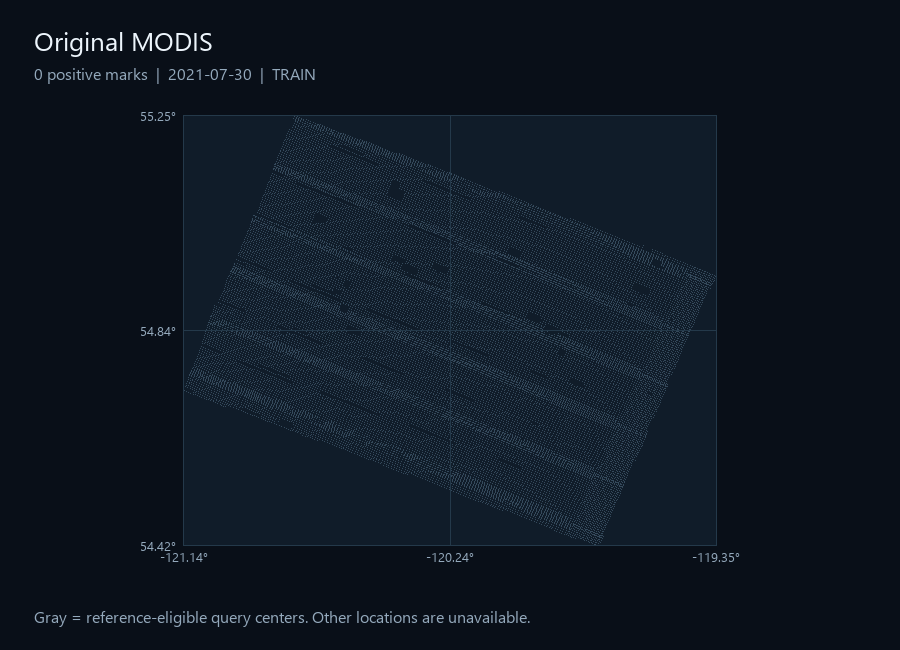 Original MODIS
0 positive marks | 2021-07-30 | TRAIN
55.25°
54.84°
54.42°
-121.14°
-120.24°
-119.35°
Gray = reference-eligible query centers. Other locations are unavailable.